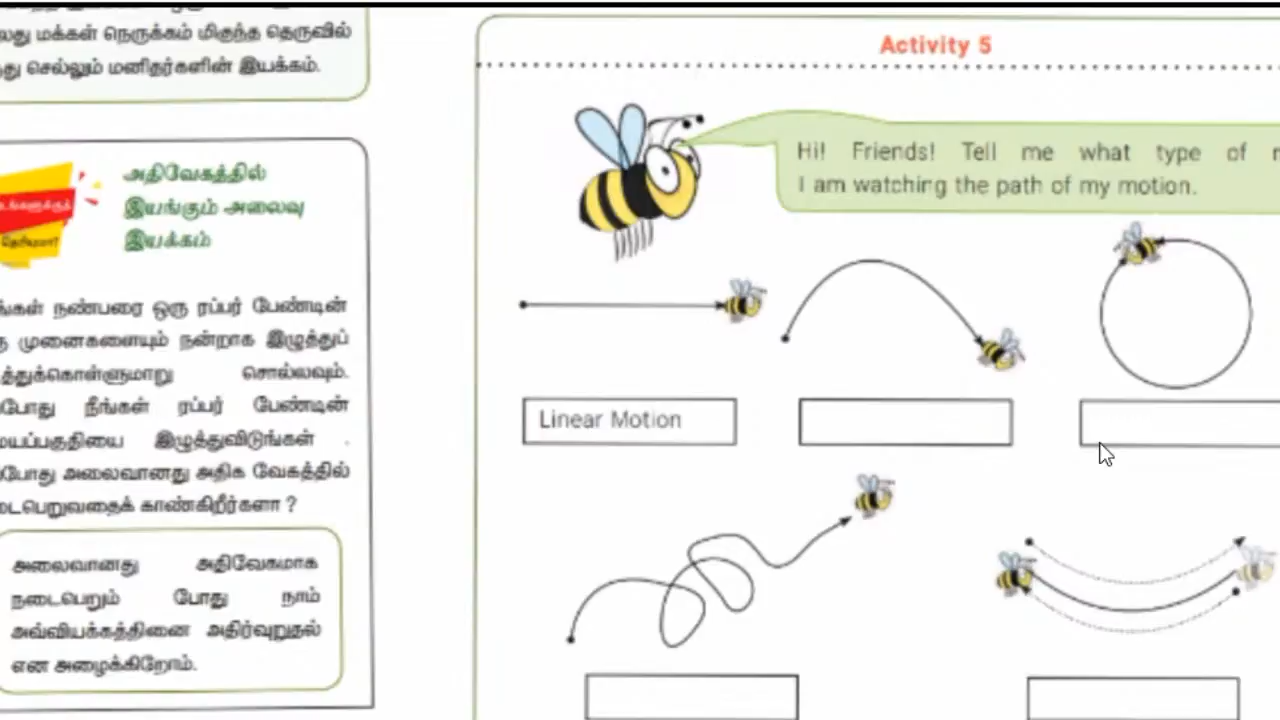 மக்கள் நெருக்கம் மிகுந்த தெருவில்
செல்லும் மனிதர்களின் இயக்கம்.
தெரியுமா?
அதிவேகத்தில்
இயங்கும் அலைவு
இயக்கம்
நண்பரை ஒரு ரப்பர் பேண்டின்
முனைகளையும் நன்றாக இழுத்துப்
சொல்லவும்.
நீங்கள் ரப்பர் பேண்டின்
இழுத்துவிடுங்கள் .
அலைவானது அதிக வேகத்தில்
காண்கிறீர்களா ?
அலைவானது அதிவேகமாக
நடைபெறும் போது நாம்
அவ்வியக்கத்தினை அதிர்வுறுதல்
என அழைக்கிறோம்.
Activity 5
Hi! Friends! Tell me what type of
I am watching the path of my motion.
Linear Motion